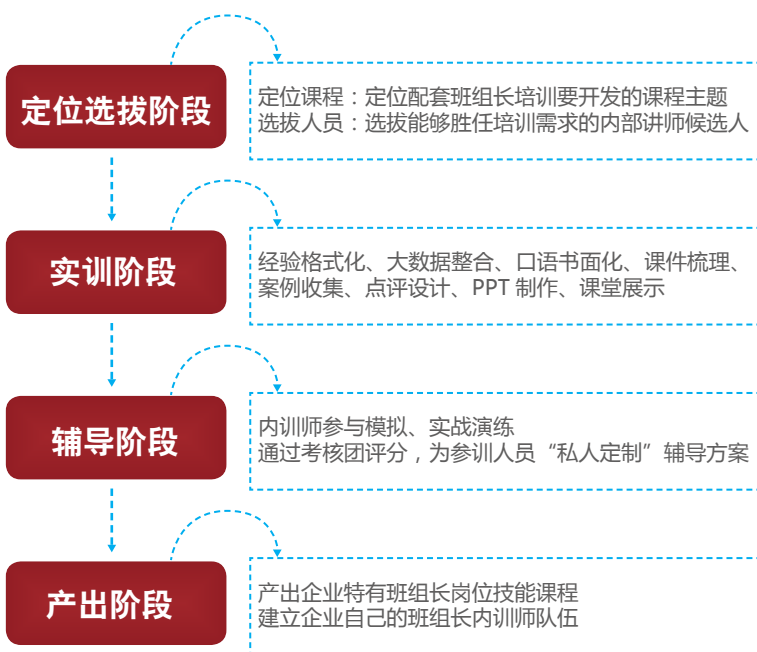 定位选拔阶段
定位课程：定位配套班组长培训要开发的课程主题
选拔人员：选拔能够胜任培训需求的内部讲师候选人
实训阶段
经验格式化、大数据整合、口语书面化、课件梳理、
案例收集、点评设计、PPT 制作、课堂展示
辅导阶段
内训师参与模拟、实战演练
通过考核团评分，为参训人员“私人定制”辅导方案
产出阶段
产出企业特有班组长岗位技能课程
建立企业自己的班组长内训师队伍